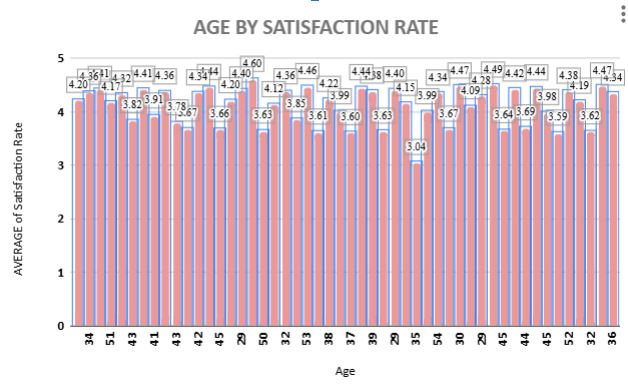 AGE BY SATISFACTION RATE
AVERAGE of Satisfaction Rate
5
4
3
2
1
0
4.20 4.36 4.17 4.32 3.82 4.41 3.91 4.36 3.78 3.67 4.34 4.44 3.66 4.20 4.40 4.60 3.63 4.12 4.36 3.85 4.46 3.61 4.22 3.99 3.60 4.44 3.63 4.40 4.15 3.04 3.99 4.34 3.67 4.47 4.09 4.28 4.49 3.64 4.42 3.69 4.44 3.98 3.59 4.38 4.19 3.62 4.47 4.34
34 51 43 41 43 42 45 29 50 32 53 38 37 39 29 35 54 30 29 45 44 45 52 32 36
Age